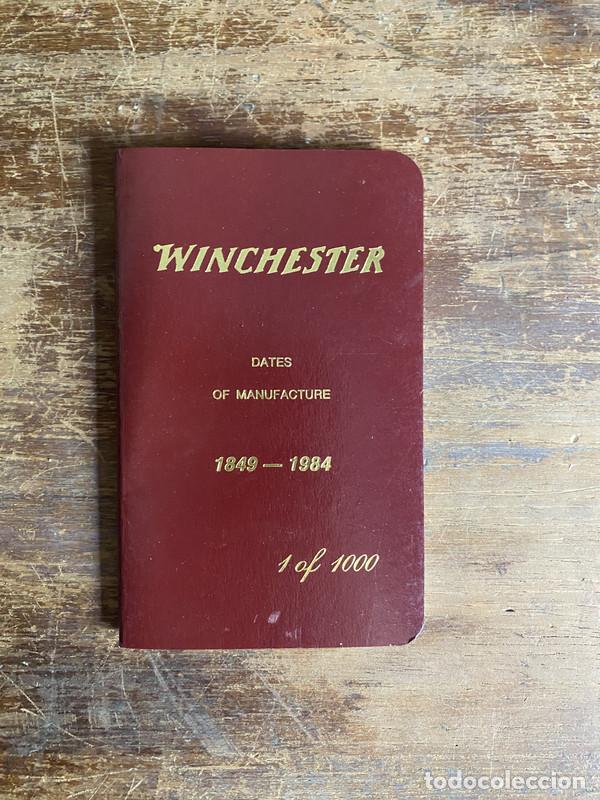 WINCHESTER
DATES
OF MANUFACTURE
1849 — 1984
1 of 1000
todocoleccion